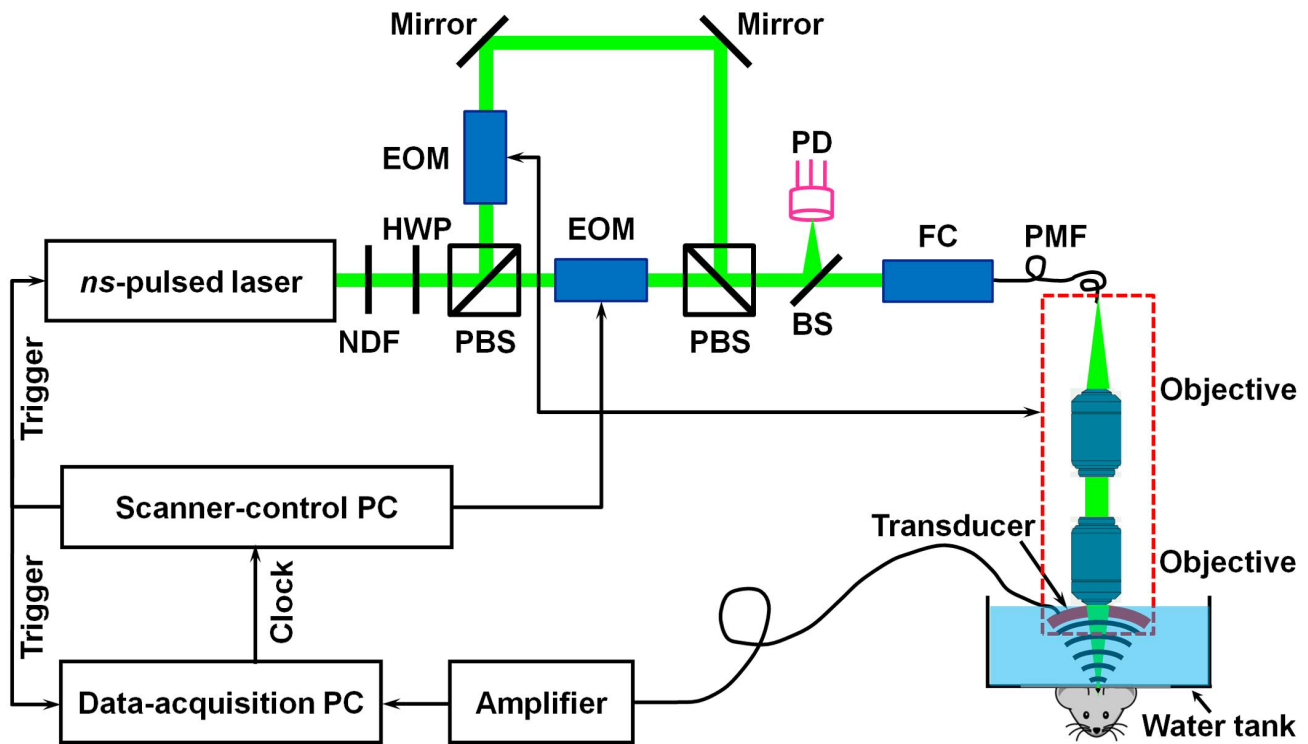 Mirror
Mirror
EOM
PD
HWP
EOM
FC
PMF
ns-pulsed laser
NDF
PBS
PBS
BS
Trigger
Objective
Scanner-control PC
Transducer
Objective
Trigger
Clock
Data-acquisition PC
Amplifier
Water tank